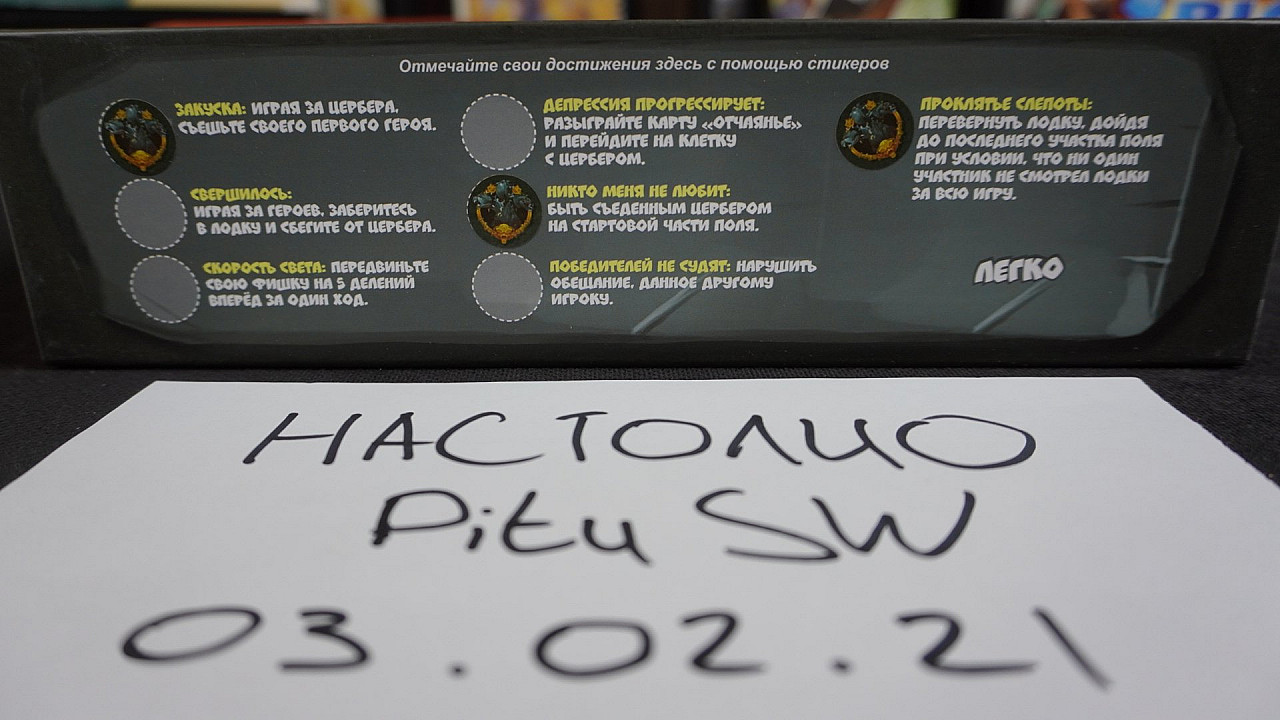 Отмечайте свои достижения здесь с помощью стикеров
ЗАКУСКА: ИГРАЯ ЗА ЦЕРБЕРА,
СЪЕШЬТЕ СВОЕГО ПЕРВОГО ГЕРОЯ.
СВЕРШИЛОСЬ:
ИГРАЯ ЗА ГЕРОЕВ, ЗАБЕРИТЕСЬ
В ЛОДКУ И СБЕГИТЕ ОТ ЦЕРБЕРА.
СКОРОСТЬ СВЕТА: ПЕРЕДВИНЬТЕ
СВОЮ ФИШКУ НА 5 ДЕЛЕНИЙ
ВПЕРЁД ЗА ОДИН ХОД.
ДЕПРЕССИЯ ПРОГРЕССИРУЕТ:
РАЗЫГРАЙТЕ КАРТУ «ОТЧАЯНЬЕ»
И ПЕРЕЙДИТЕ НА КЛЕТКУ
С ЦЕРБЕРОМ.
НИКТО МЕНЯ НЕ ЛЮБИТ:
БЫТЬ СЪЕДЕННЫМ ЦЕРБЕРОМ
НА СТАРТОВОЙ ЧАСТИ ПОЛЯ.
ПОБЕДИТЕЛЕЙ НЕ СУДЯТ: НАРУШИТЬ
ОБЕЩАНИЕ, ДАННОЕ ДРУГОМУ
ИГРОКУ.
ПРОКЛЯТЬЕ СЛЕПОТЫ:
ПЕРЕВЕРНУТЬ ЛОДКУ, ДОЙДЯ
ДО ПОСЛЕДНЕГО УЧАСТКА ПОЛЯ
ПРИ УСЛОВИИ, ЧТО НИ ОДИН
УЧАСТНИК НЕ СМОТРЕЛ ЛОДКИ
ЗА ВСЮ ИГРУ.
ЛЕГКО
НАСТОЛИО
Pitu SW
03.02.21